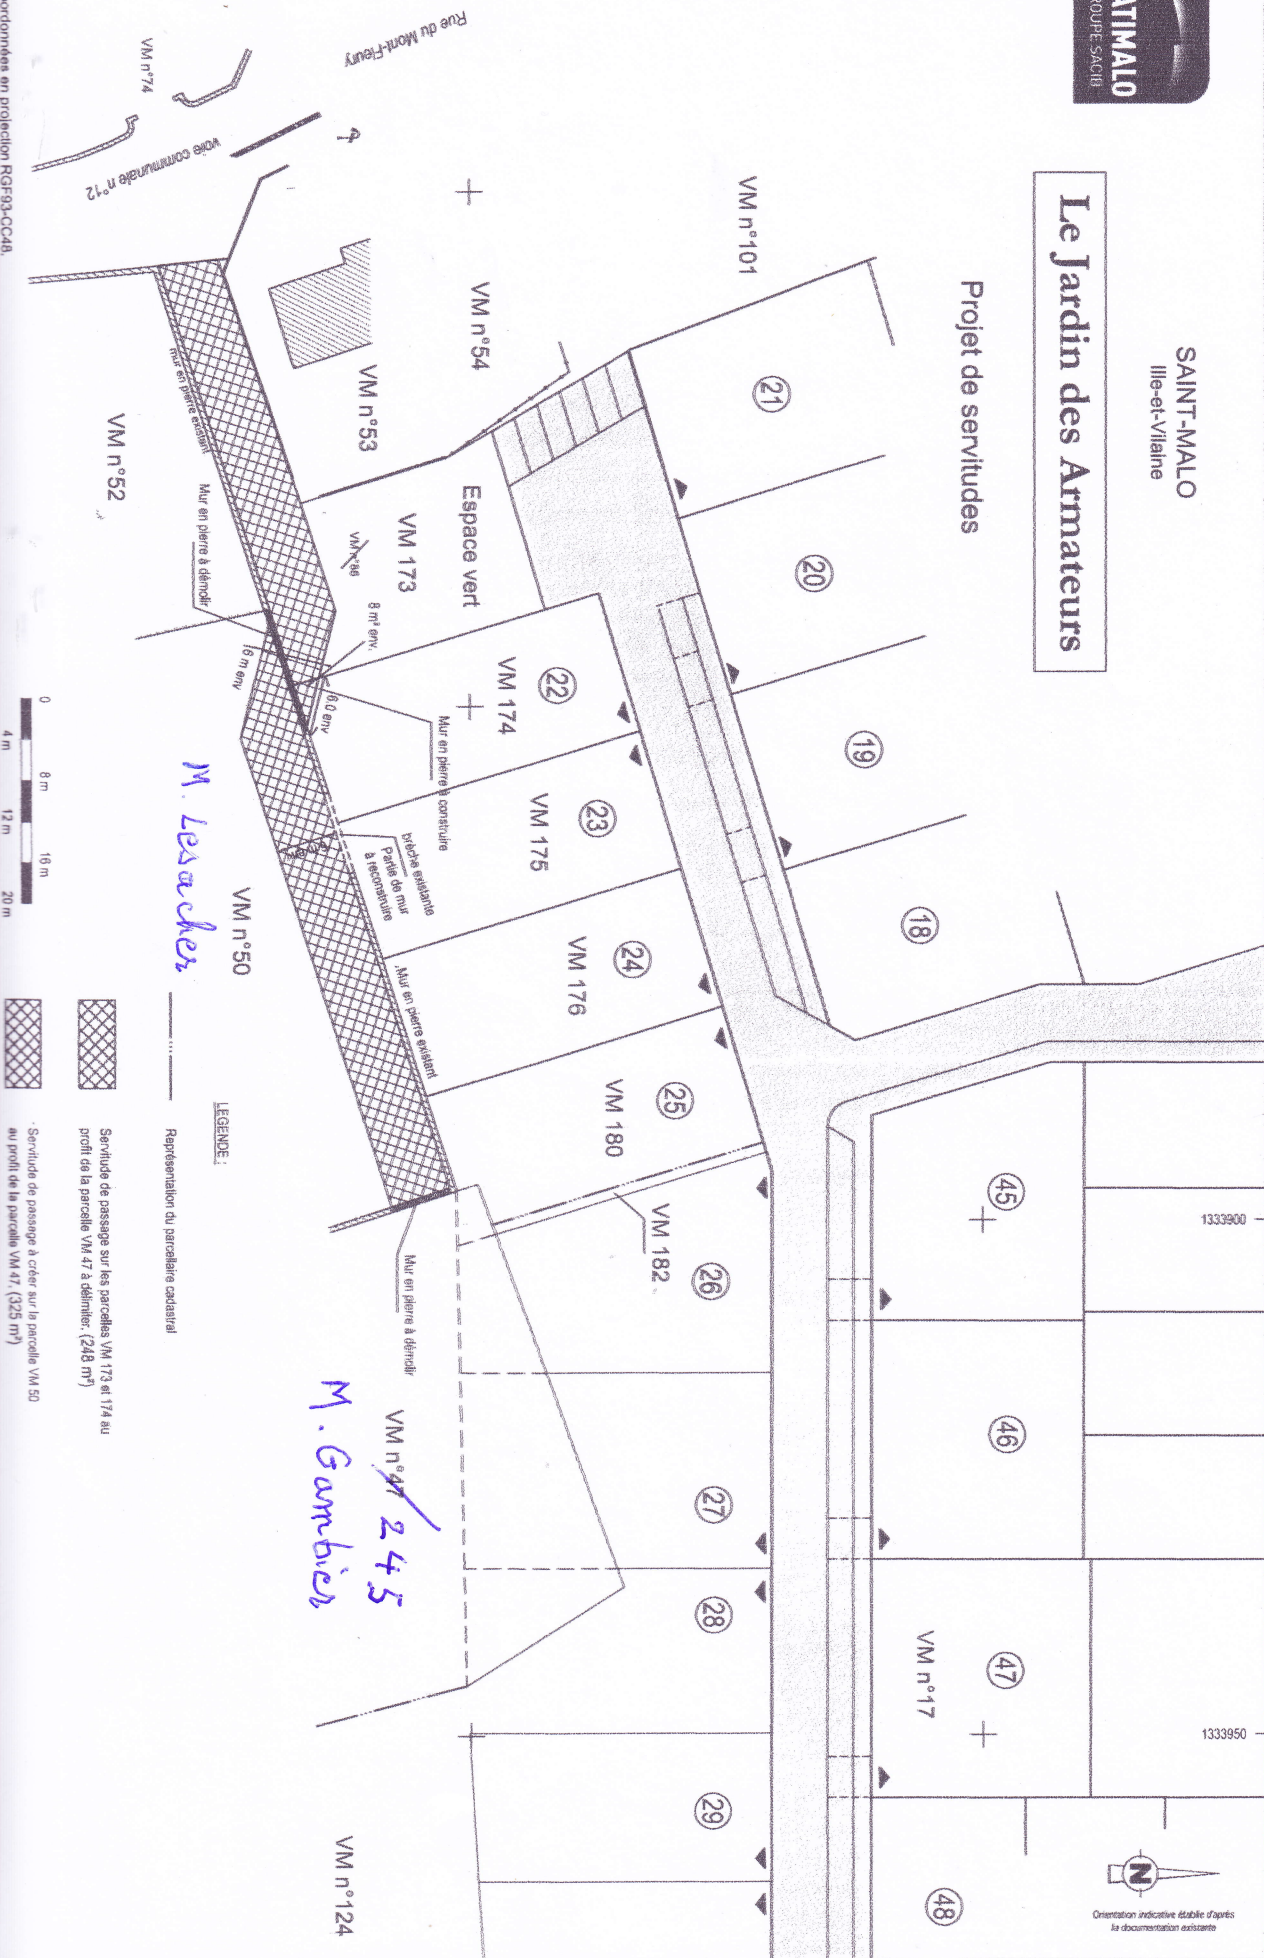 ATIMALO
ROUPE SACIB
SAINT-MALO
Ille-et-Vilaine
Le Jardin des Armateurs
Projet de servitudes
VM n°101
VM n°54
VM n°53
VM n°74
Rue du Mont-Fleury
voie communale n°12
VM n°52
mur en pierre existant
Mur en pierre à démolir
21
20
19
18
Espace vert
VM 173
VM n°86
8 m² env.
6 m env
6.0 env
22
VM 174
Mur en pierre à construire
23
VM 175
brèche existante
Partie de mur
à reconstruire
24
VM 176
Mur en pierre existant
25
VM 180
VM 182
26
27
28
29
45
46
47
VM n°17
48
1333900
1333950
N
Orientation indicative établie d'après
la documentation existante
Mur en pierre à démolir
VM n°47 245
M. Gambier
VM n°124
VM n°50
M. Lesacher
0
4 m
8 m
12 m
16 m
20 m
LEGENDE :
Représentation du parcellaire cadastral
Servitude de passage sur les parcelles VM 173 et 174 au
profit de la parcelle VM 47 à délimiter. (248 m²)
Servitude de passage à créer sur la parcelle VM 50
au profit de la parcelle VM 47. (325 m²)
ordonnées en projection RGF93-CC48,